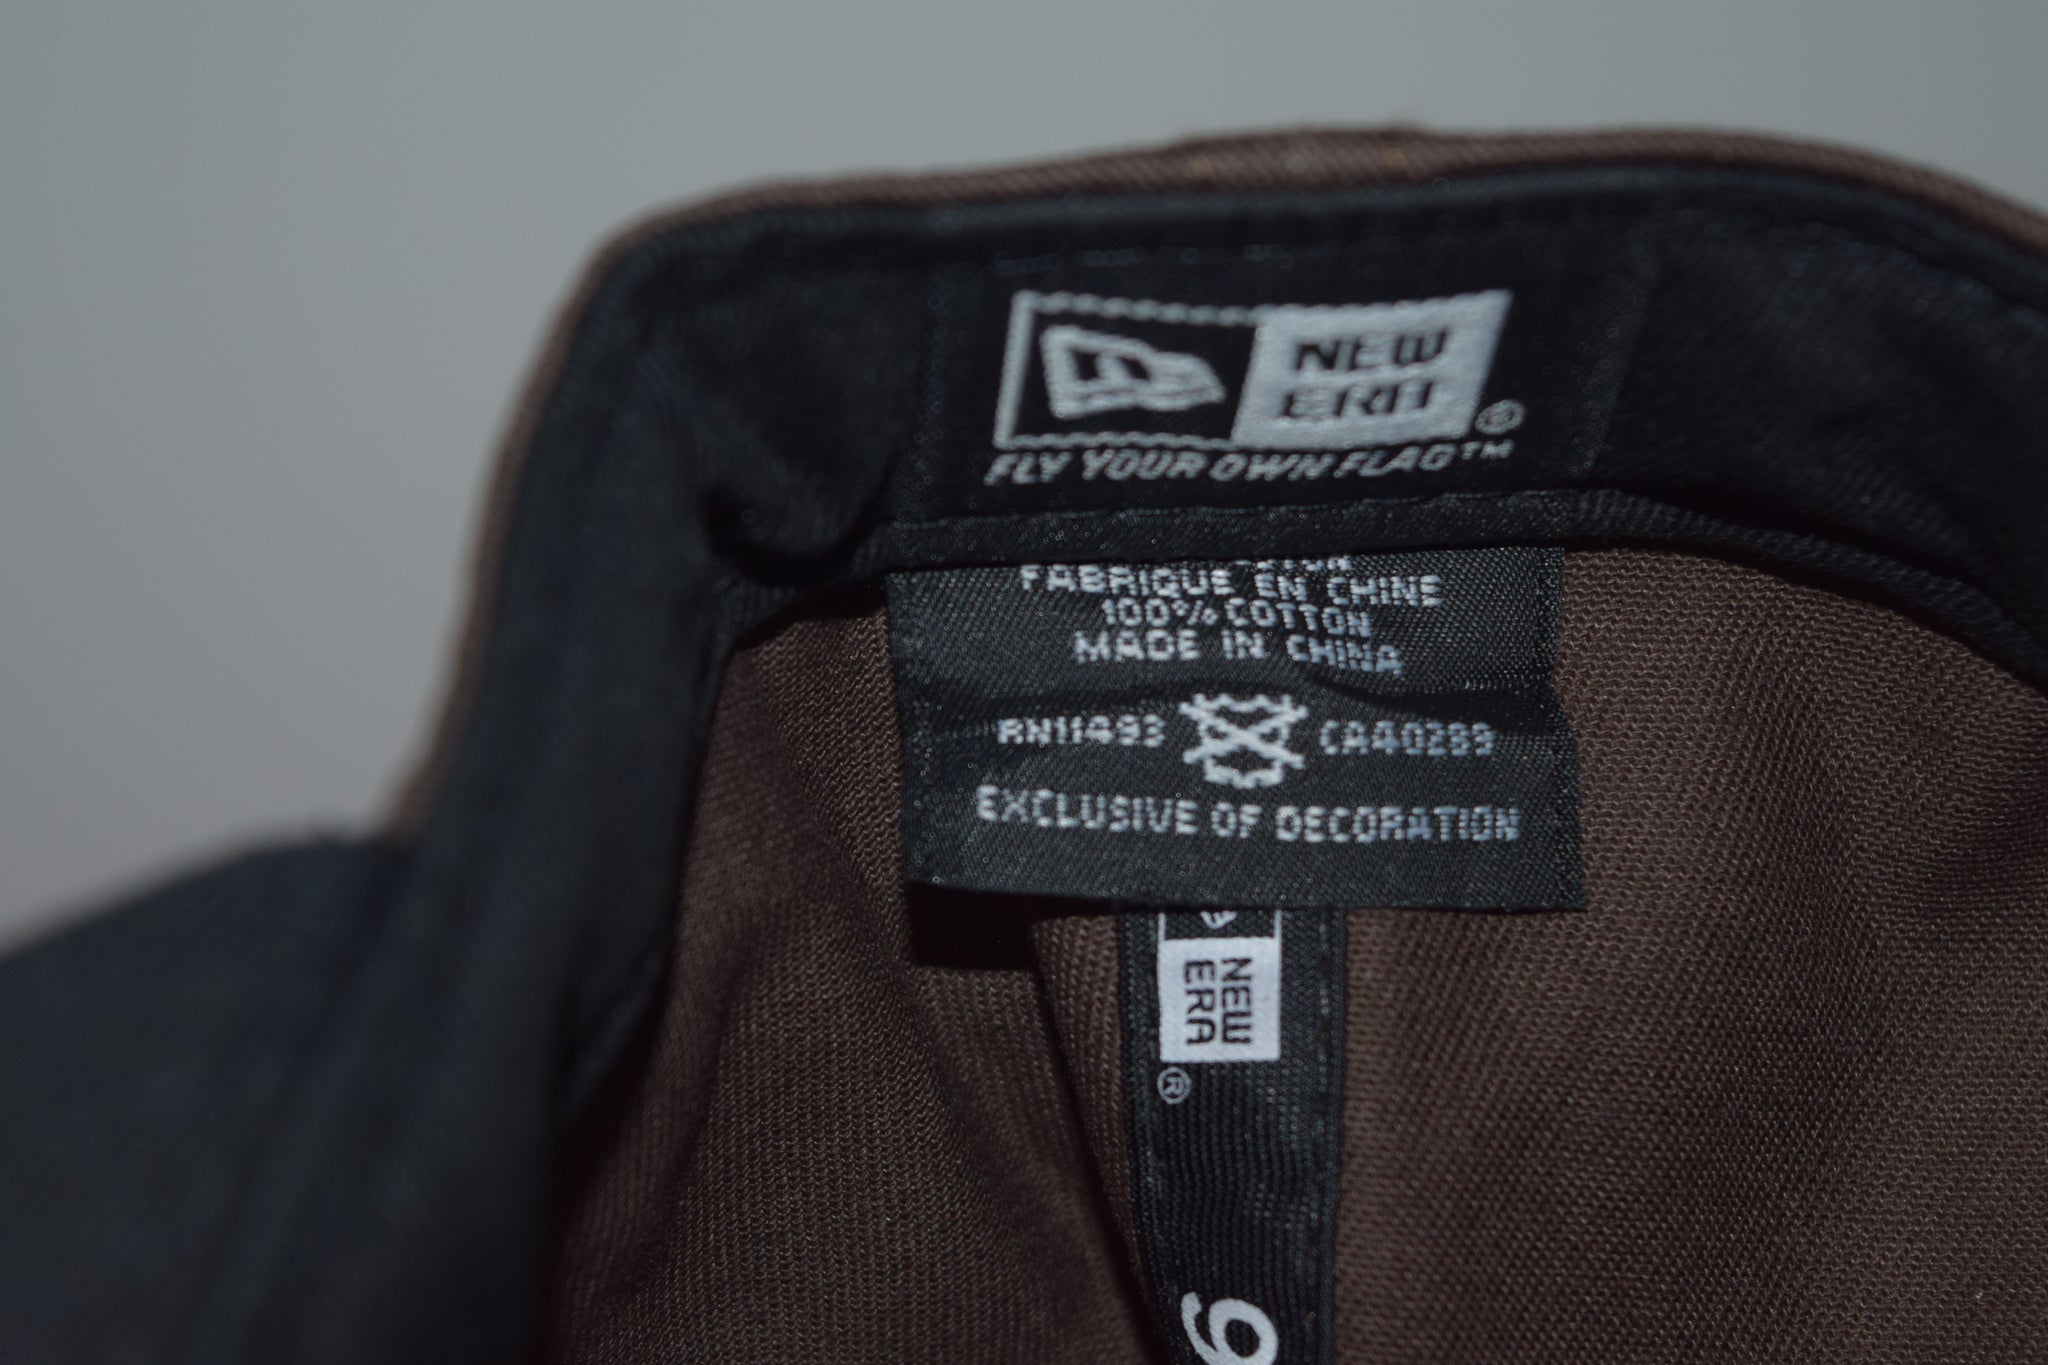 NEW
ERA®
FLY YOUR OWN FLAG™
FABRIQUE EN CHINE
100% COTTON
MADE IN CHINA
RN11493 CA40289
EXCLUSIVE OF DECORATION
NEW
ERA
®
9